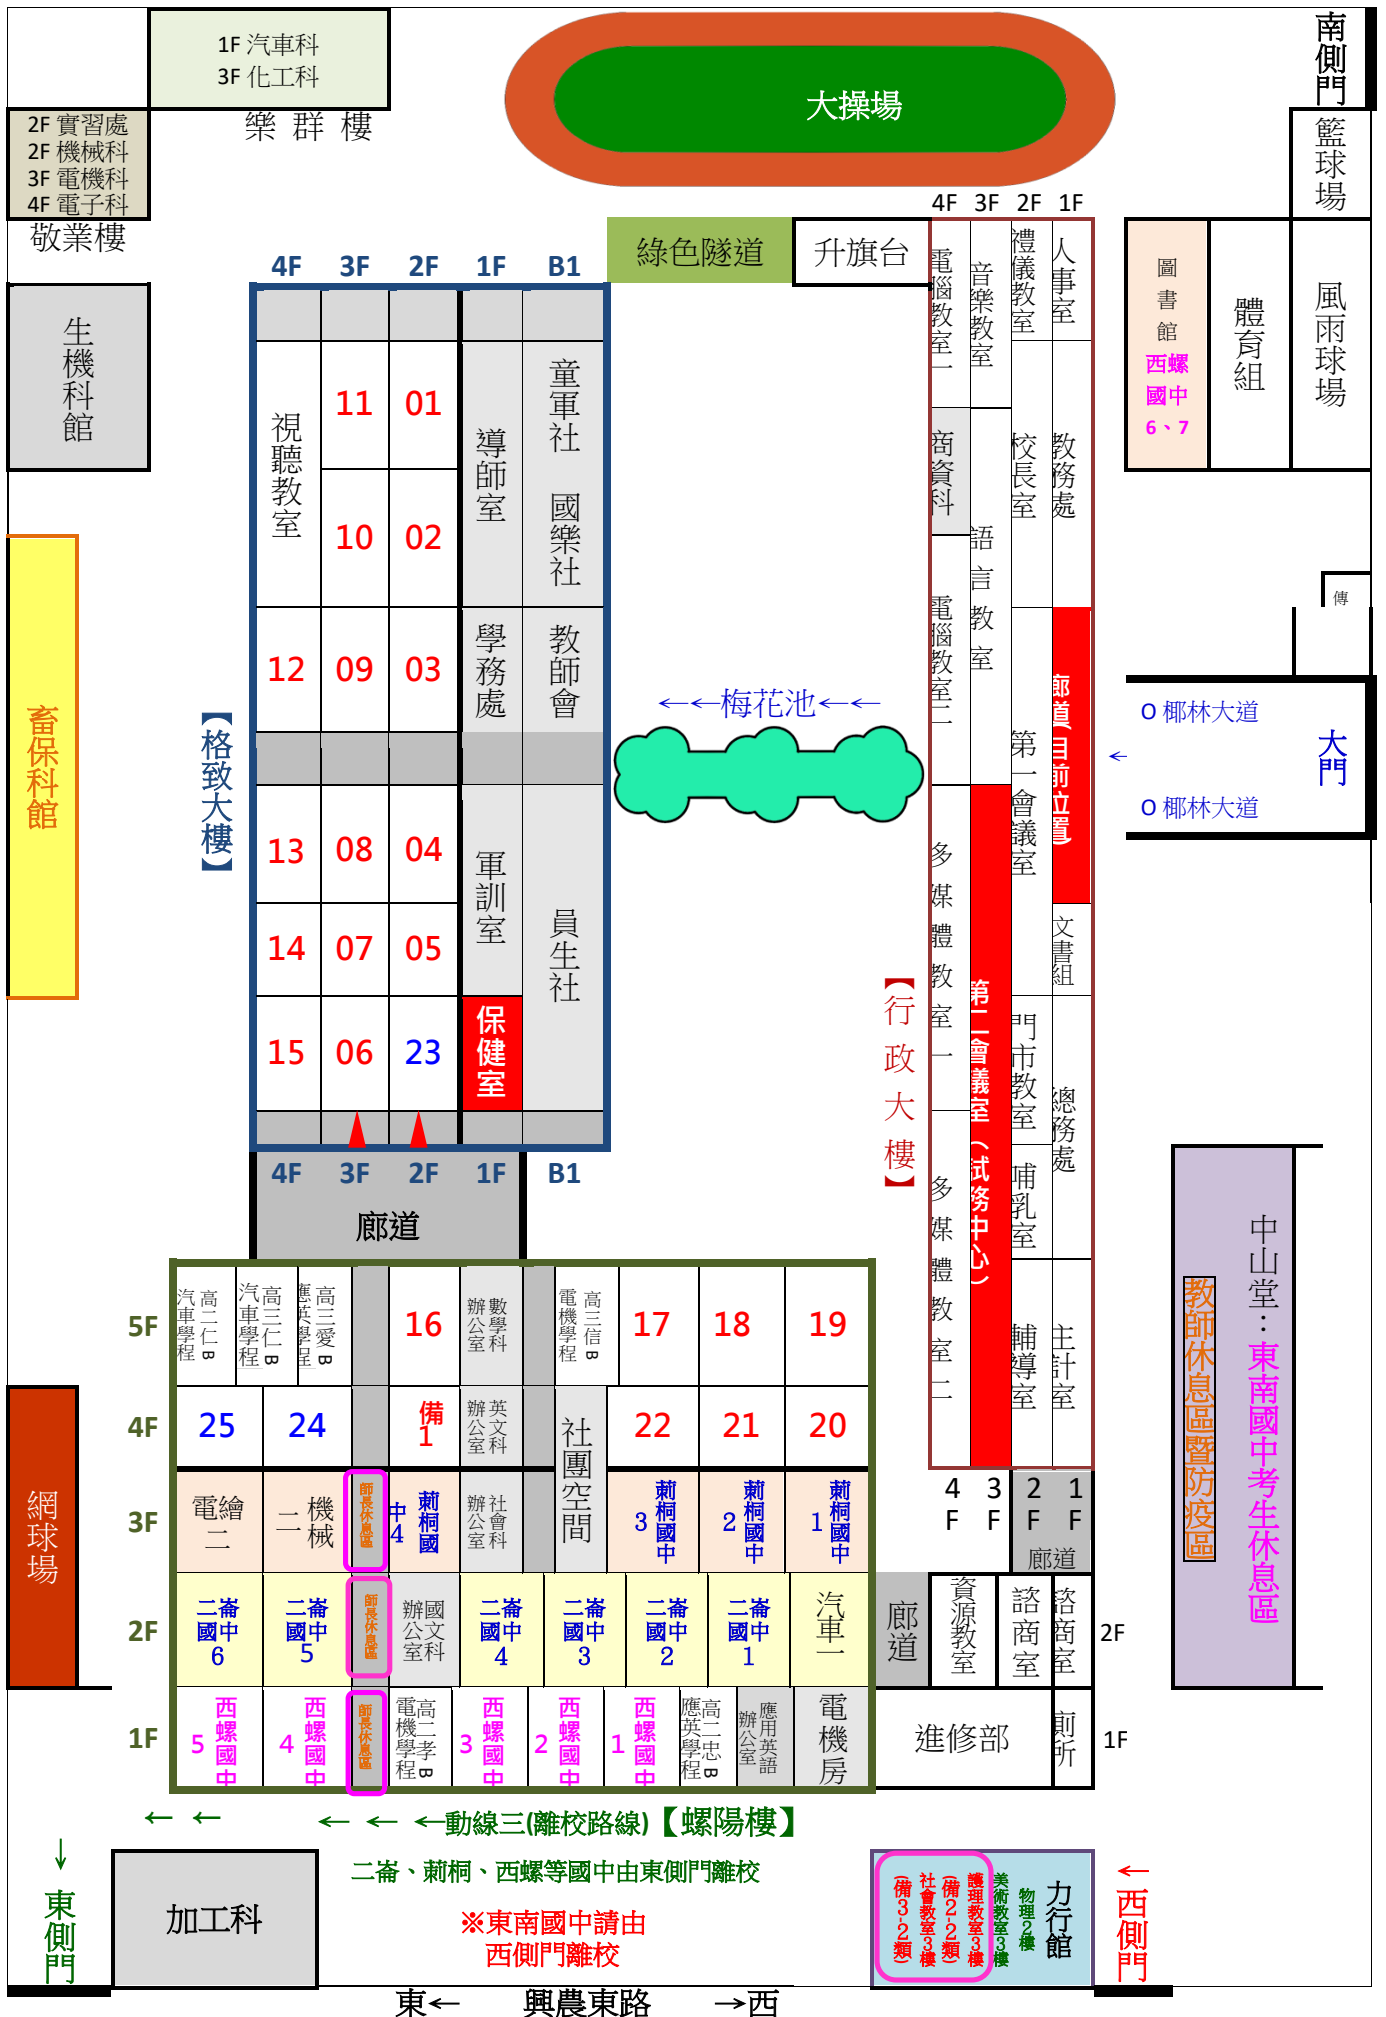 1F 汽車科
3F 化工科
樂 群 樓
大操場
南側門
籃球場
2F 實習處
2F 機械科
3F 電機科
4F 電子科
敬業樓
4F 3F 2F 1F
綠色隧道
升旗台
4F 3F 2F 1F B1
生機科館
視聽教室
11 01
10 02
導師室
童軍社 國樂社
12 09 03
學務處
教師會
13 08 04
軍訓室
員生社
14 07 05
15 06 23
保健室
4F 3F 2F 1F B1
【格致大樓】
畜保科館
←←梅花池←←
電腦教室一
音樂教室
禮儀教室
人事室
商資科
語言教室
校長室
教務處
電腦教室二
第一會議室
廊道(目前位置)
文書組
多媒體教室一
第二會議室(試務中心)
門市教室
總務處
哺乳室
多媒體教室二
輔導室
主計室
【行政大樓】
圖書館
西螺
國中
6、7
體育組
風雨球場
傳
O 椰林大道
←
大門
O 椰林大道
中山堂：東南國中考生休息區
教師休息區暨防疫區
廊道
5F
高二仁B
汽車學程
高三仁B
汽車學程
高三愛B
應英學程
16
數學科
辦公室
高三信B
電機學程
17 18 19
4F
25 24
備1
英文科
辦公室
社團空間
22 21 20
3F
電繪二
機械二
師長休息區
莿桐國中4
社會科
辦公室
莿桐國中3
莿桐國中2
莿桐國中1
2F
二崙國中6
二崙國中5
師長休息區
國文科
辦公室
二崙國中4
二崙國中3
二崙國中2
二崙國中1
汽車一
1F
西螺國中5
西螺國中4
師長休息區
高二孝B
電機學程
西螺國中3
西螺國中2
西螺國中1
高二忠B
應英學程
應用英語
辦公室
電機房
4F 3F 2F 1F
廊道
廊道
資源教室
諮商室
諮商室
2F
進修部
廁所
1F
網球場
← ← ← ← ←動線三(離校路線)【螺陽樓】
↓
東側門
二崙、莿桐、西螺等國中由東側門離校
加工科
※東南國中請由
西側門離校
力行館
物理2樓
美術教室3樓
護理教室3樓
(備2-2類)
社會教室3樓
(備3-2類)
←
西側門
東← 興農東路 →西